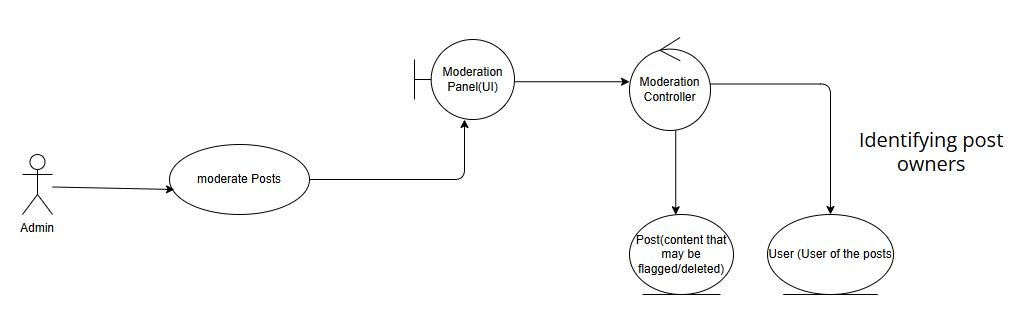 Moderation
Panel(UI)
Moderation
Controller
Identifying post
owners
moderate Posts
Admin
Post(content that
may be
flagged/deleted)
User (User of the posts